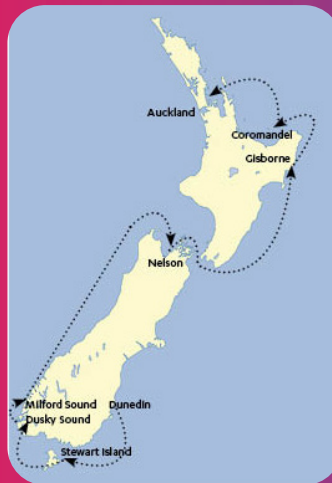 Auckland
Coromandel
Gisborne
Nelson
Milford Sound Dunedin
Dusky Sound
Stewart Island